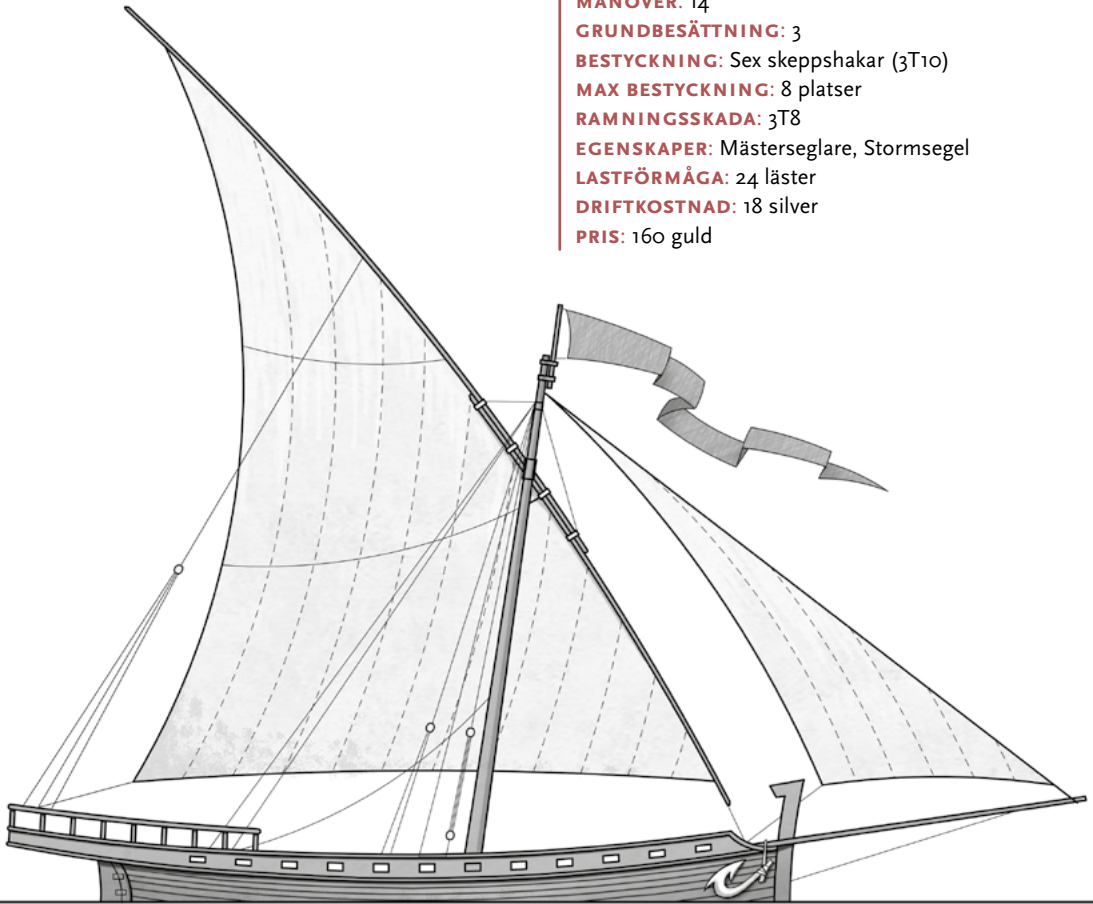 MANÖVER: 14
GRUNDBESÄTTNING: 3
BESTYCKNING: Sex skeppshakar (3T10)
MAX BESTYCKNING: 8 platser
RAMNINGSSKADA: 3T8
EGENSKAPER: Mästerseglare, Stormsegel
LASTFÖRMÅGA: 24 läster
DRIFTKOSTNAD: 18 silver
PRIS: 160 guld